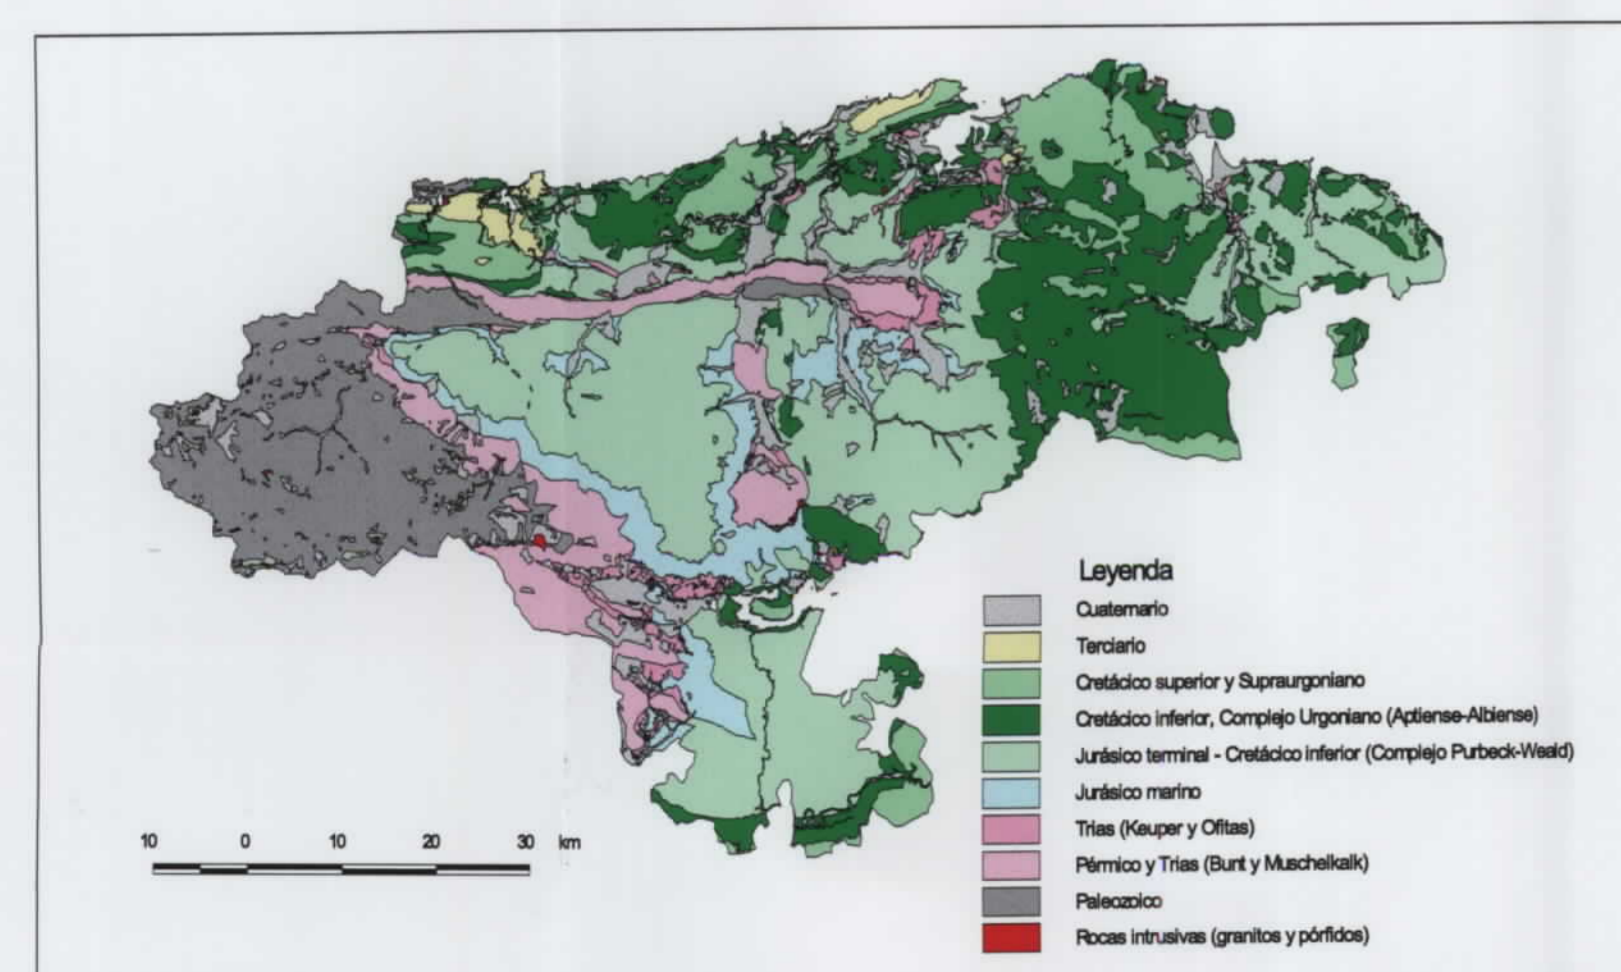 Leyenda
Cuaternario
Terciario
Cretácico superior y Supraurgoniano
Cretácico inferior, Complejo Urgoniano (Aptiense-Albiense)
Jurásico terminal - Cretácico inferior (Complejo Purbeck-Weald)
Jurásico marino
Trias (Keuper y Ofitas)
Pérmico y Trias (Bunt y Muschelkalk)
Paleozoico
Rocas intrusivas (granitos y pórfidos)
10 0 10 20 30 km